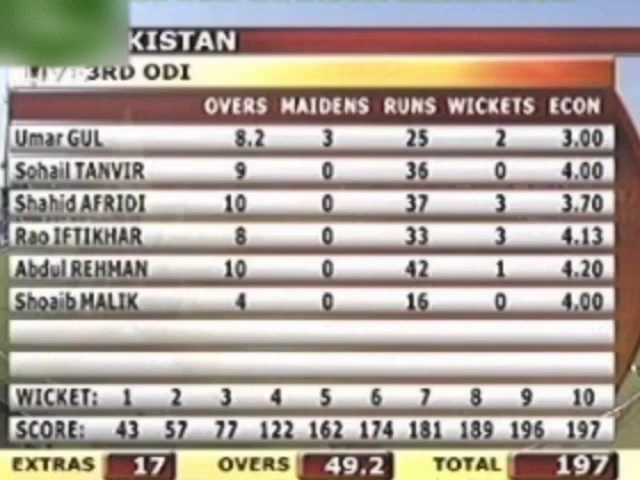 KISTAN
3RD ODI
OVERS MAIDENS RUNS WICKETS ECON
Umar GUL 8.2 3 25 2 3.00
Sohail TANVIR 9 0 36 0 4.00
Shahid AFRIDI 10 0 37 3 3.70
Rao IFTIKHAR 8 0 33 3 4.13
Abdul REHMAN 10 0 42 1 4.20
Shoaib MALIK 4 0 16 0 4.00
WICKET: 1 2 3 4 5 6 7 8 9 10
SCORE: 43 57 77 122 162 174 181 189 196 197
EXTRAS 17 OVERS 49.2 TOTAL 197